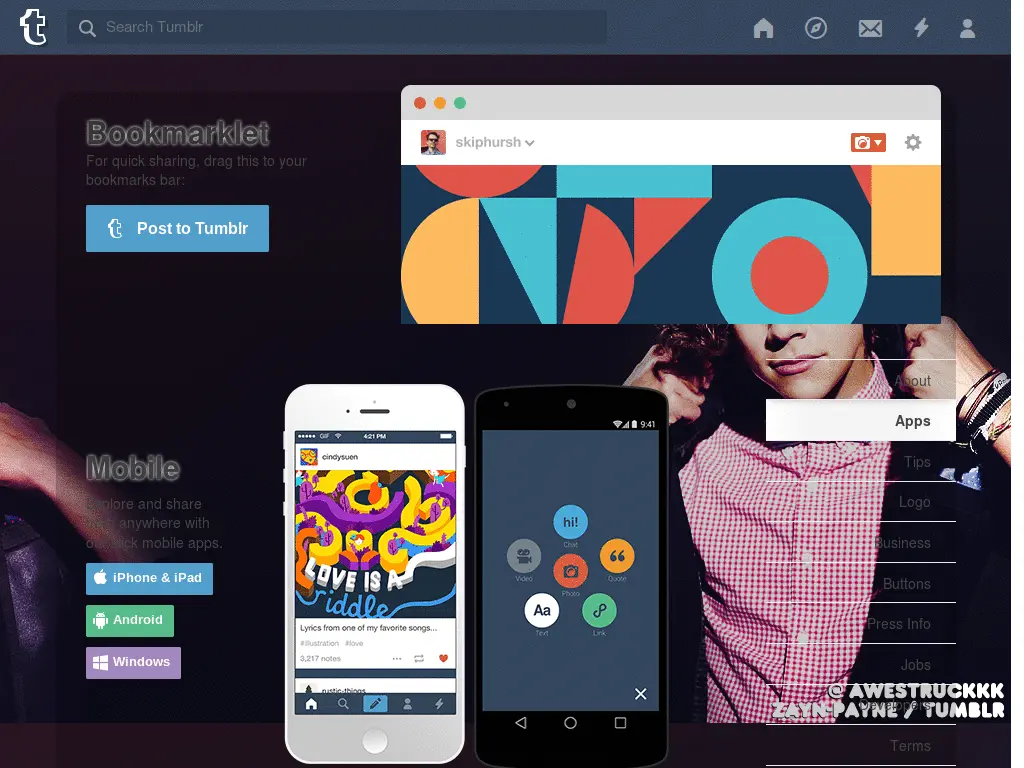 Search Tumblr
Bookmarklet
For quick sharing, drag this to your
bookmarks bar:
Post to Tumblr
skiphursh
Mobile
Explore and share
from anywhere with
our slick mobile apps.
iPhone & iPad
Android
Windows
GIF
4:21 PM
cindysuen
LOVE IS A
riddle
Lyrics from one of my favorite songs...
#illustration #love
3,217 notes
rustic-things
9:41
hi!
Chat
Video
Quote
Photo
Aa
Text
Link
About
Apps
Tips
Logo
Business
Buttons
Press Info
Jobs
Developers
Terms
@ AWESTRUCKKK
ZAYN-PAYNE / TUMBLR